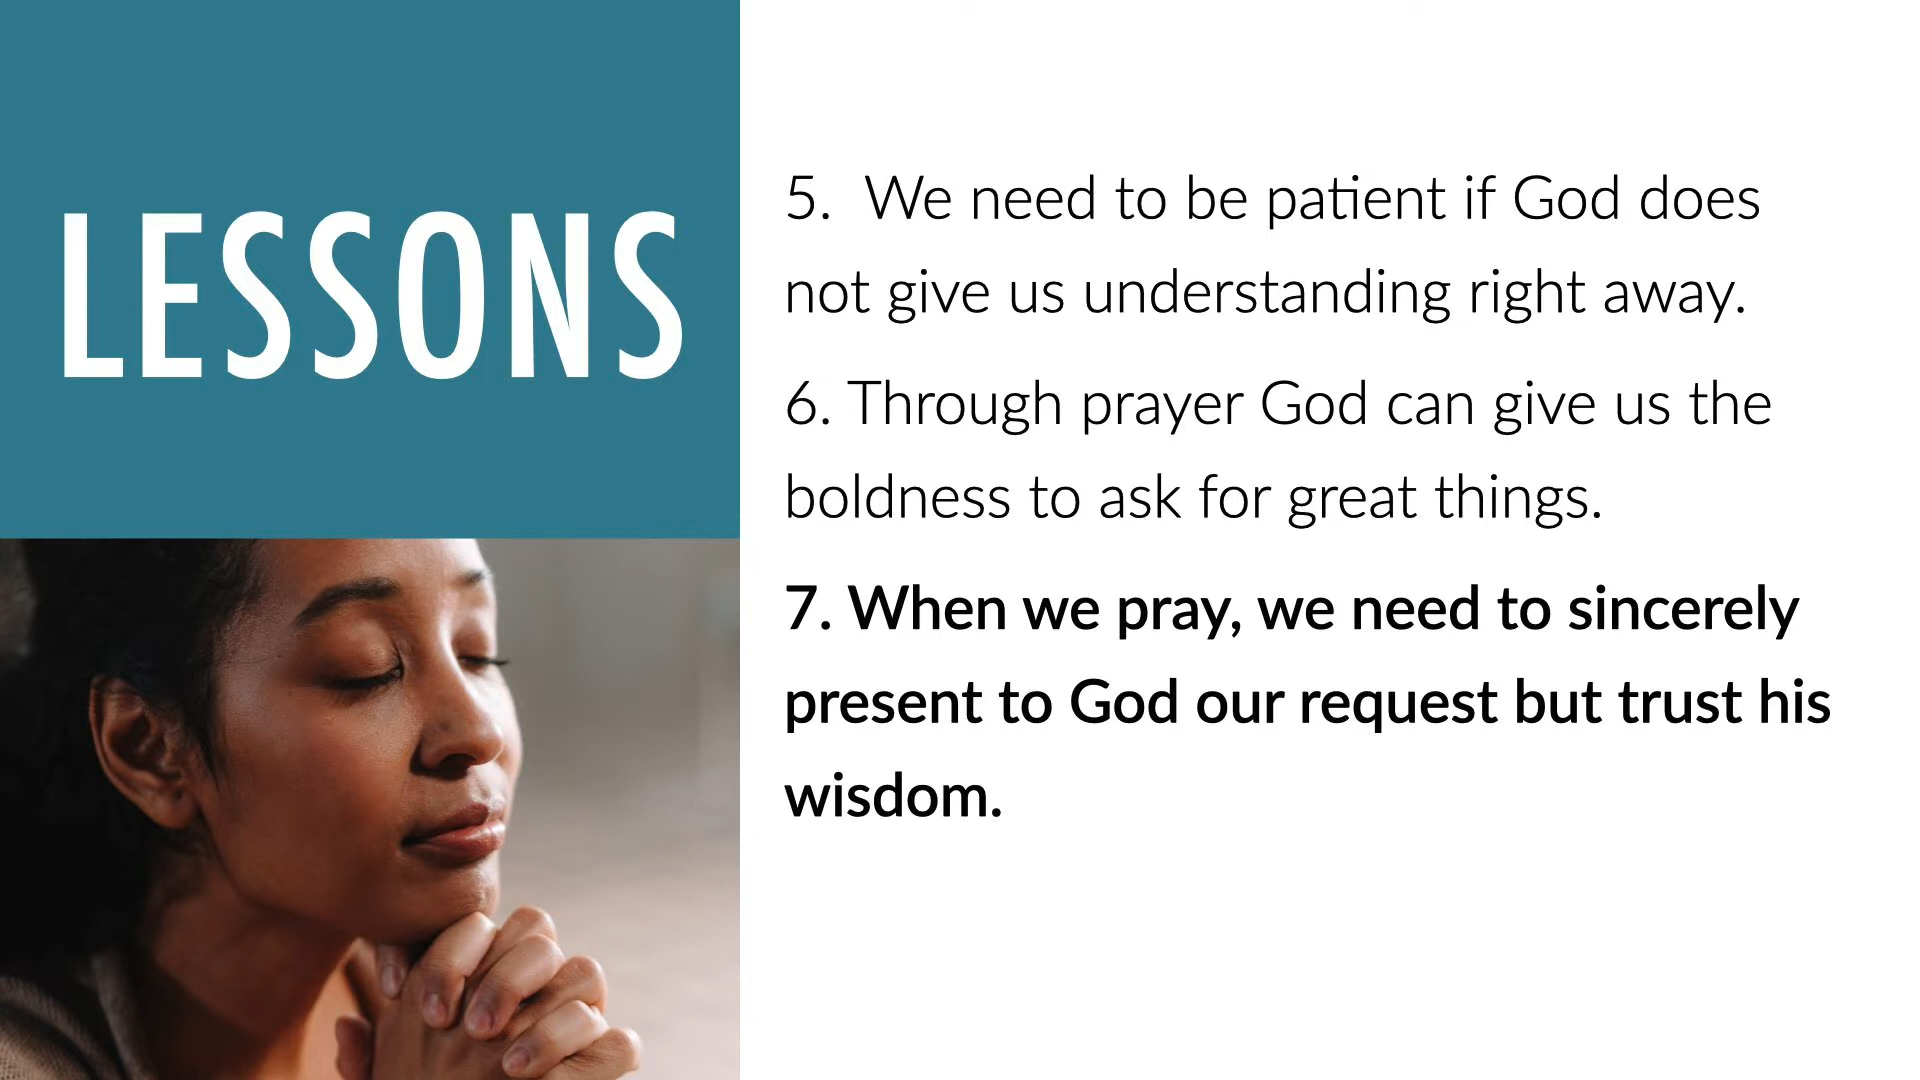 LESSONS
5. We need to be patient if God does
not give us understanding right away.
6. Through prayer God can give us the
boldness to ask for great things.
7. When we pray, we need to sincerely
present to God our request but trust his
wisdom.